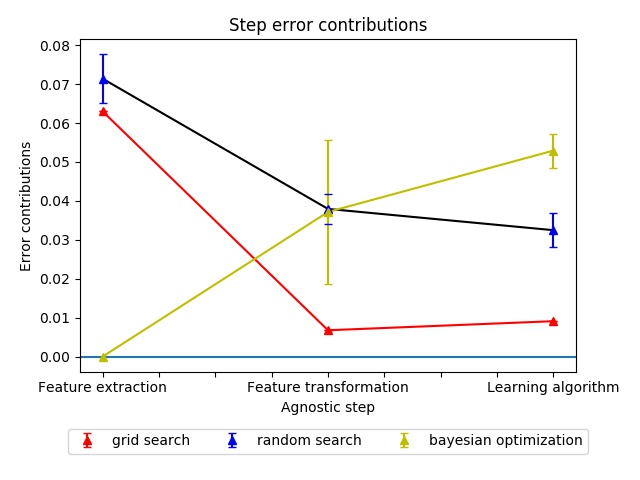 Step error contributions
0.08
0.07
0.06
0.05
0.04
0.03
0.02
0.01
0.00
Error contributions
Feature extraction Feature transformation Learning algorithm
Agnostic step
grid search random search bayesian optimization